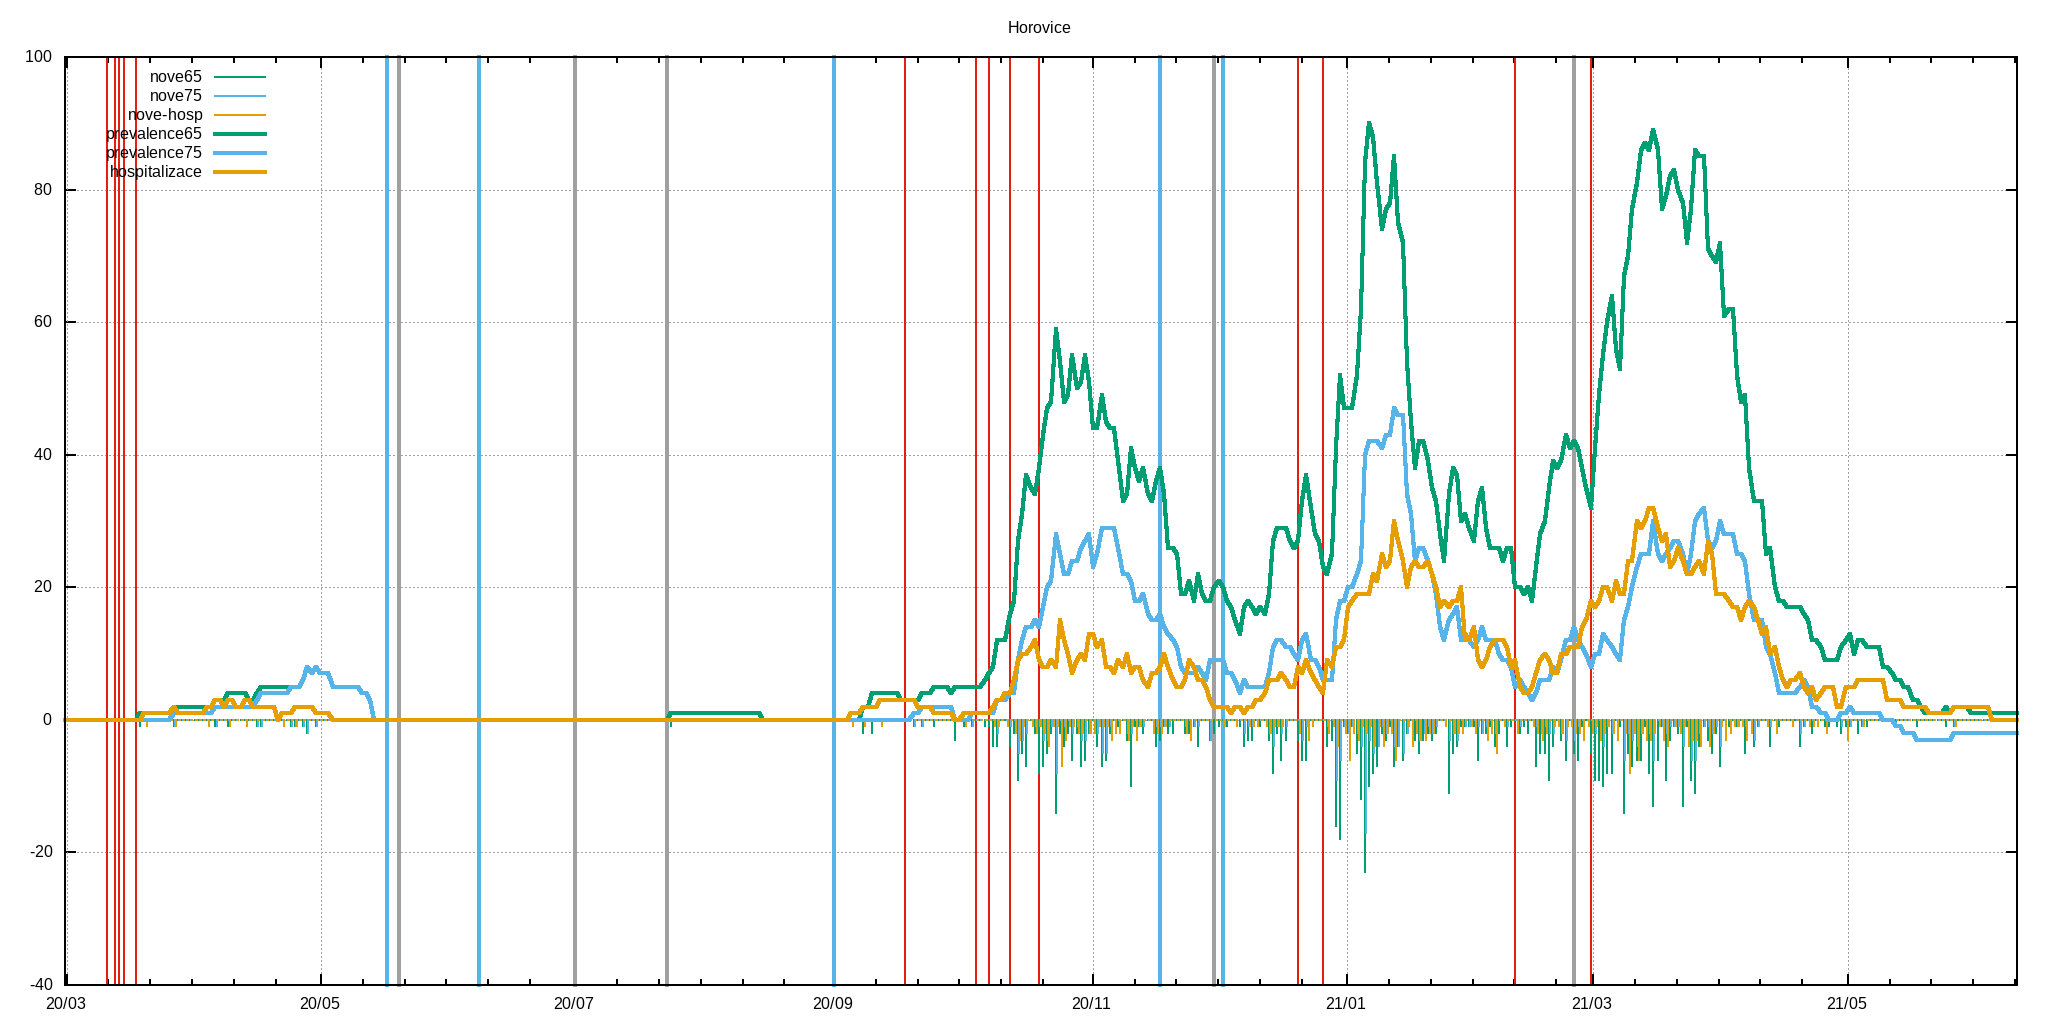 Horovice
100
80
60
40
20
0
-20
-40
nove65
nove75
nove-hosp
prevalence65
prevalence75
hospitalizace
20/03 20/05 20/07 20/09 20/11 21/01 21/03 21/05